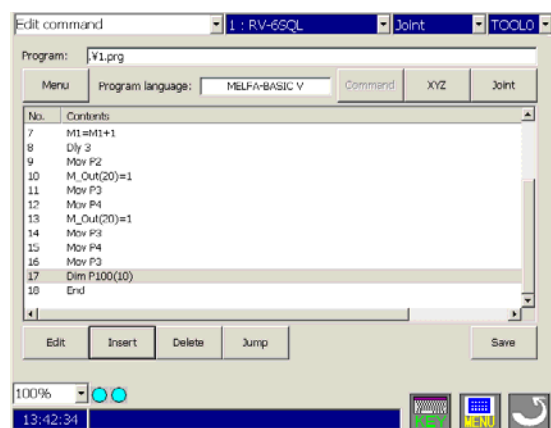 Edit command 1 : RV-6SQL Joint TOOL0
Program: .¥1.prg
Menu Program language: MELFA-BASIC V Command XYZ Joint
No. Contents
7 M1=M1+1
8 Dly 3
9 Mov P2
10 M_Out(20)=1
11 Mov P3
12 Mov P4
13 M_Out(20)=1
14 Mov P3
15 Mov P4
16 Mov P3
17 Dim P100(10)
18 End
Edit Insert Delete Jump Save
100%
13:42:34 KEY MENU